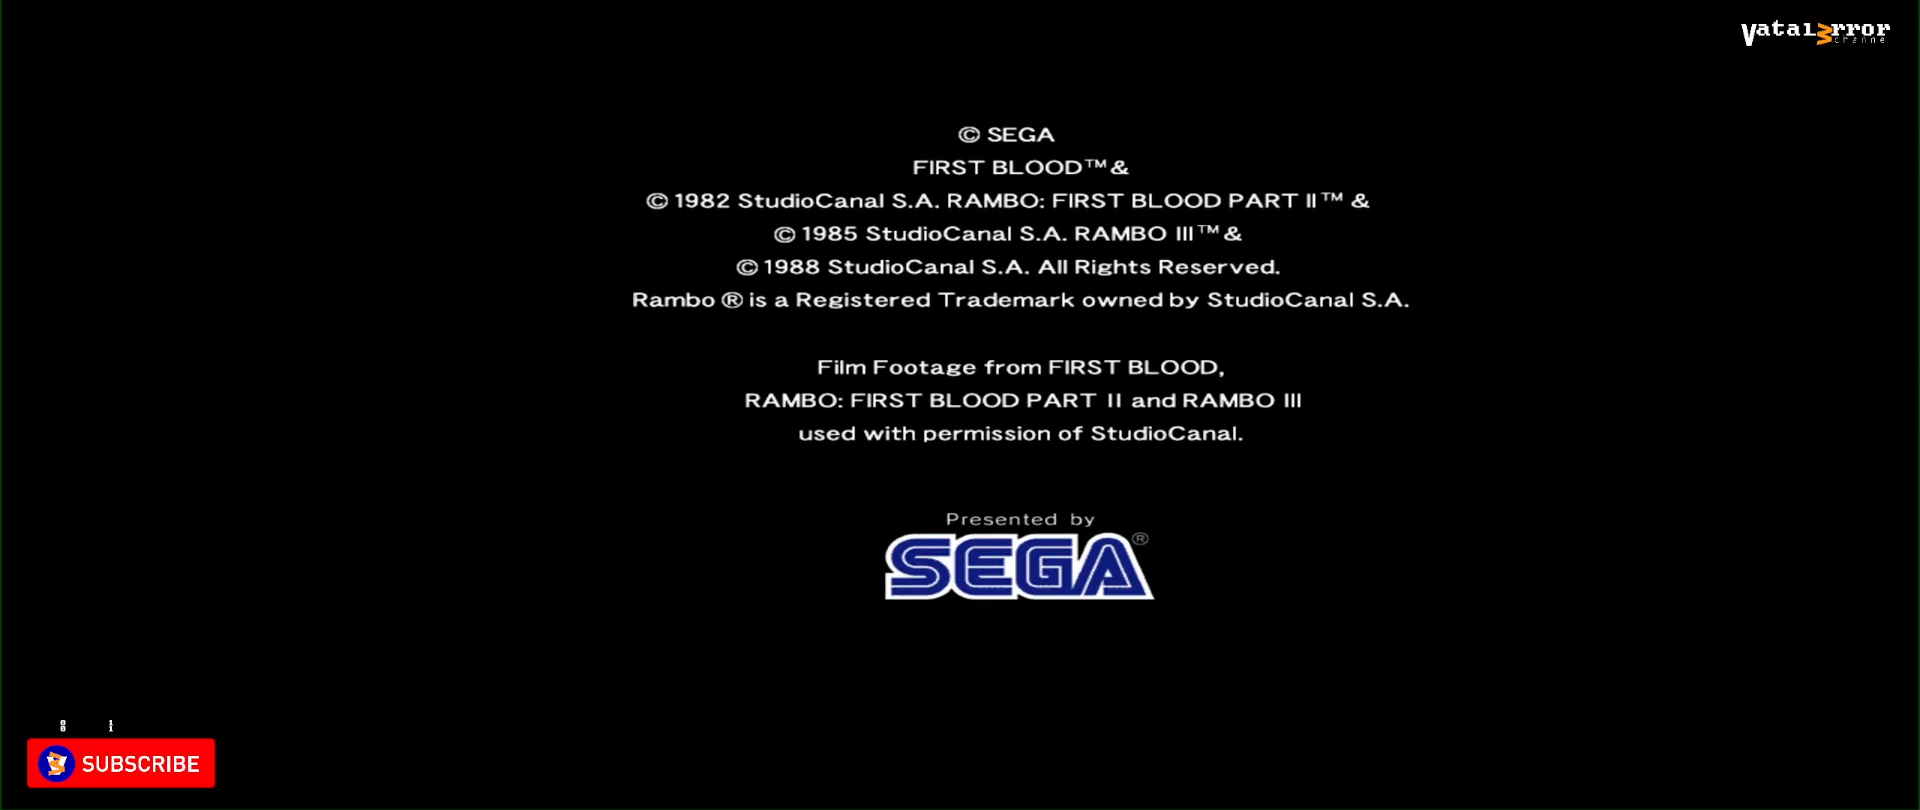 Vatal3rror
channel
© SEGA
FIRST BLOOD™ &
© 1982 StudioCanal S.A. RAMBO: FIRST BLOOD PART II™ &
© 1985 StudioCanal S.A. RAMBO III™ &
© 1988 StudioCanal S.A. All Rights Reserved.
Rambo ® is a Registered Trademark owned by StudioCanal S.A.
Film Footage from FIRST BLOOD,
RAMBO: FIRST BLOOD PART II and RAMBO III
used with permission of StudioCanal.
Presented by
SEGA®
SUBSCRIBE